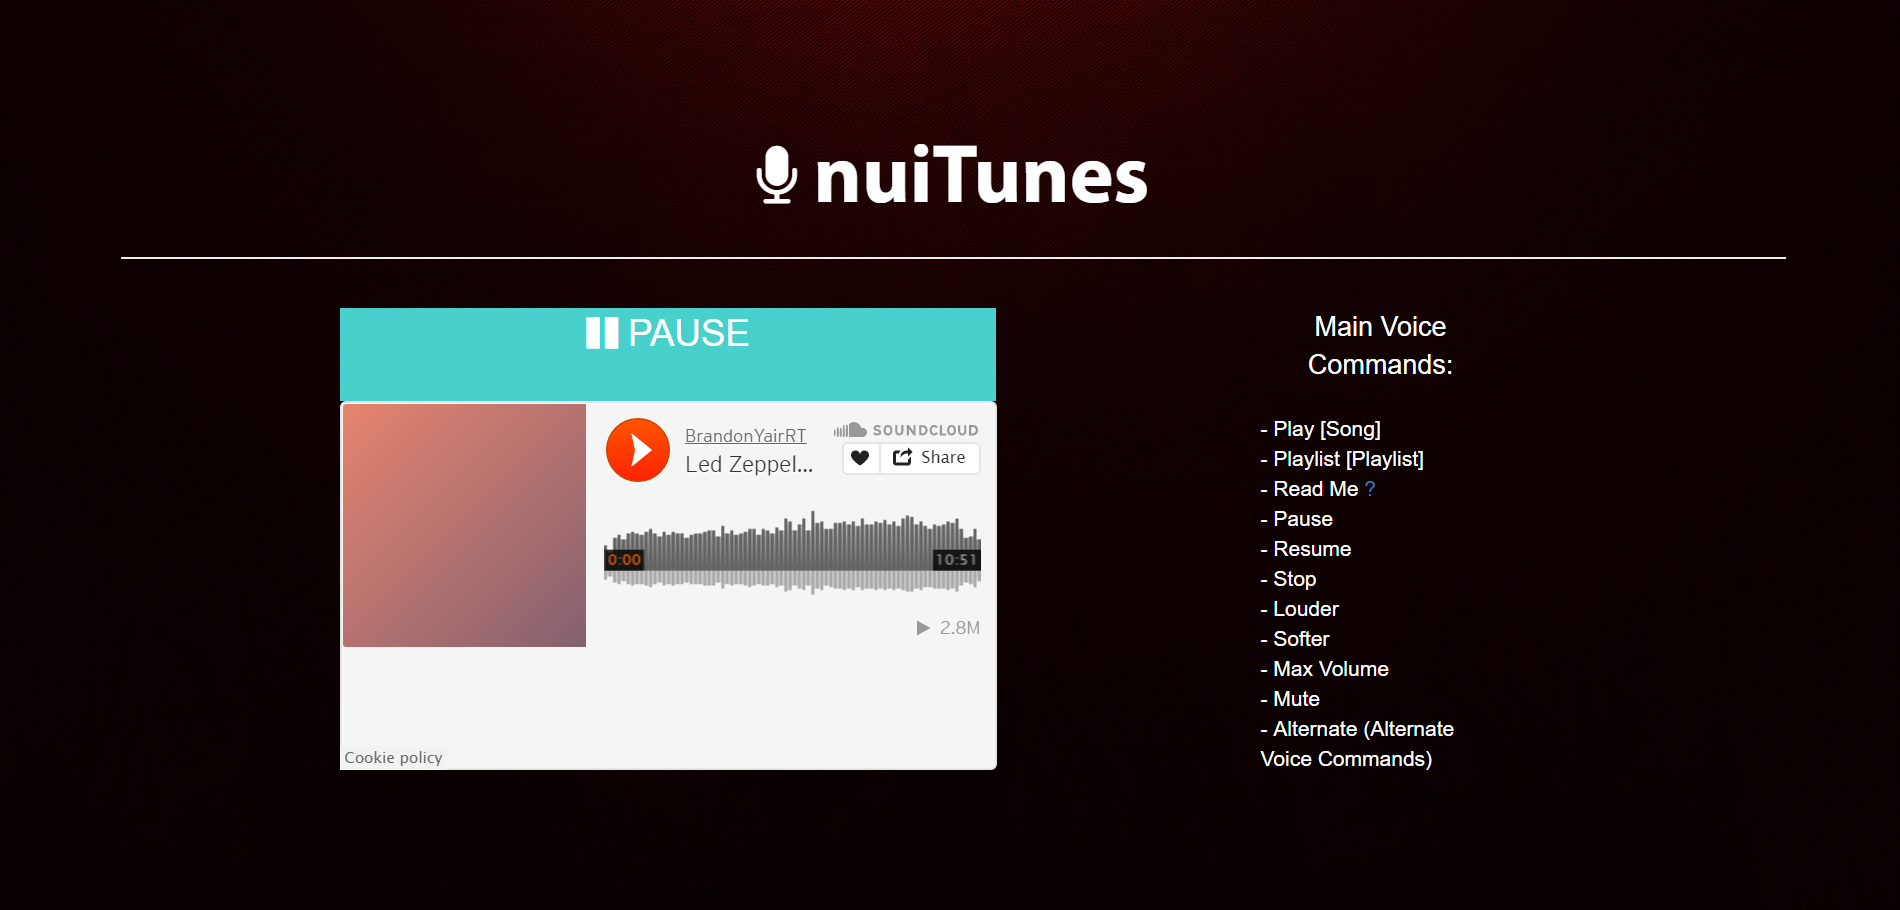 nuiTunes
PAUSE
BrandonYairRT
Led Zeppel...
SOUNDCLOUD
Share
0:00
10:51
2.8M
Cookie policy
Main Voice
Commands:
- Play [Song]
- Playlist [Playlist]
- Read Me ?
- Pause
- Resume
- Stop
- Louder
- Softer
- Max Volume
- Mute
- Alternate (Alternate
Voice Commands)